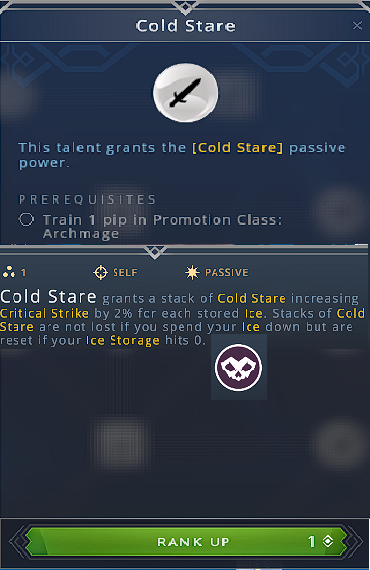 Cold Stare
This talent grants the [Cold Stare] passive
power.
PREREQUISITES
Train 1 pip in Promotion Class:
Archmage
1 SELF PASSIVE
Cold Stare grants a stack of Cold Stare increasing
Critical Strike by 2% for each stored Ice. Stacks of Cold
Stare are not lost if you spend your Ice down but are
reset if your Ice Storage hits 0.
RANK UP 1